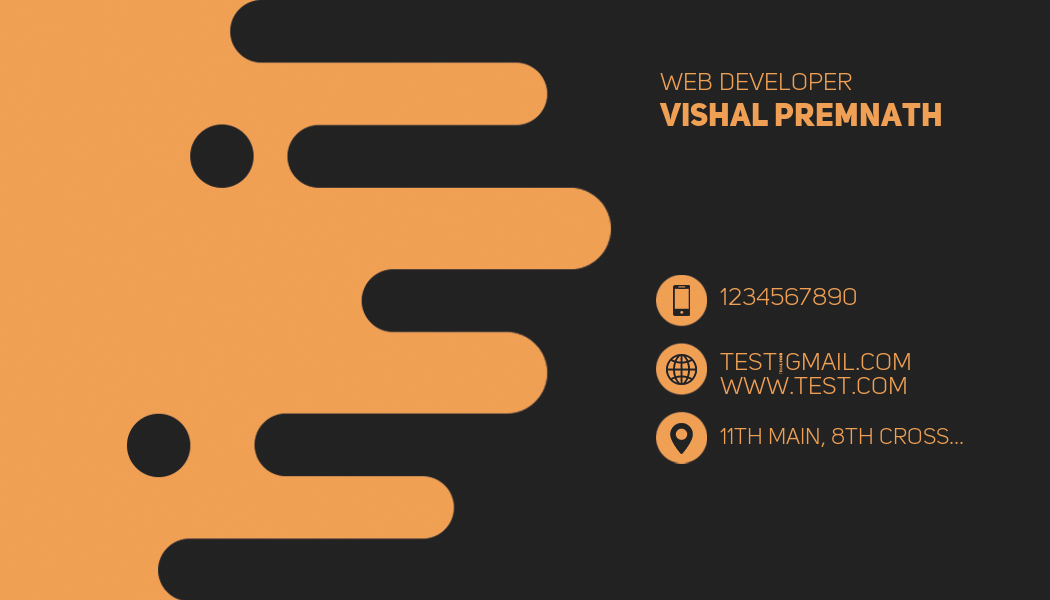 WEB DEVELOPER
VISHAL PREMNATH
1234567890
TEST GMAIL.COM
WWW.TEST.COM
11TH MAIN, 8TH CROSS...